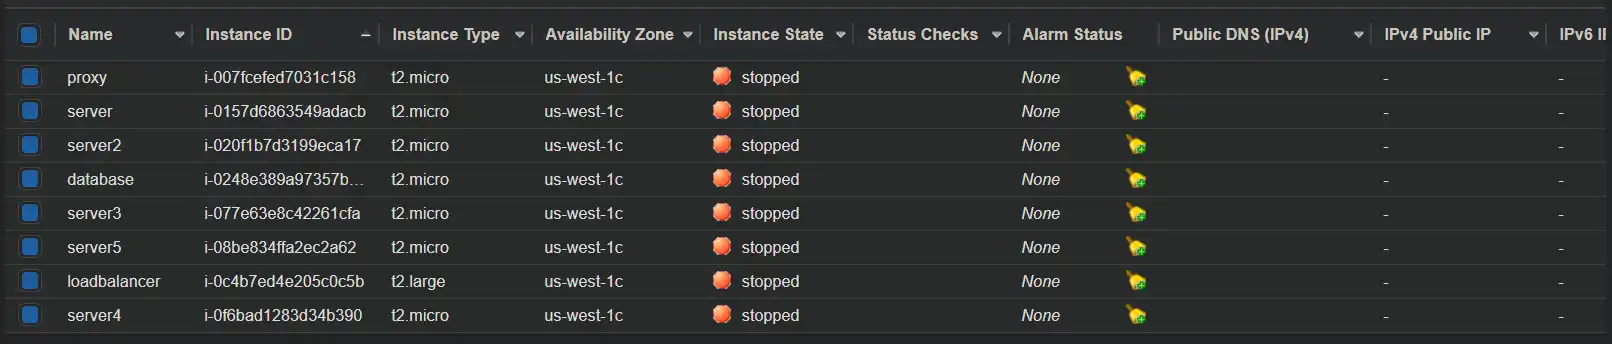 Name Instance ID Instance Type Availability Zone Instance State Status Checks Alarm Status Public DNS (IPv4) IPv4 Public IP IPv6 IP
proxy i-007fcefed7031c158 t2.micro us-west-1c stopped None - -
server i-0157d6863549adacb t2.micro us-west-1c stopped None - -
server2 i-020f1b7d3199eca17 t2.micro us-west-1c stopped None - -
database i-0248e389a97357b... t2.micro us-west-1c stopped None - -
server3 i-077e63e8c42261cfa t2.micro us-west-1c stopped None - -
server5 i-08be834ffa2ec2a62 t2.micro us-west-1c stopped None - -
loadbalancer i-0c4b7ed4e205c0c5b t2.large us-west-1c stopped None - -
server4 i-0f6bad1283d34b390 t2.micro us-west-1c stopped None - -